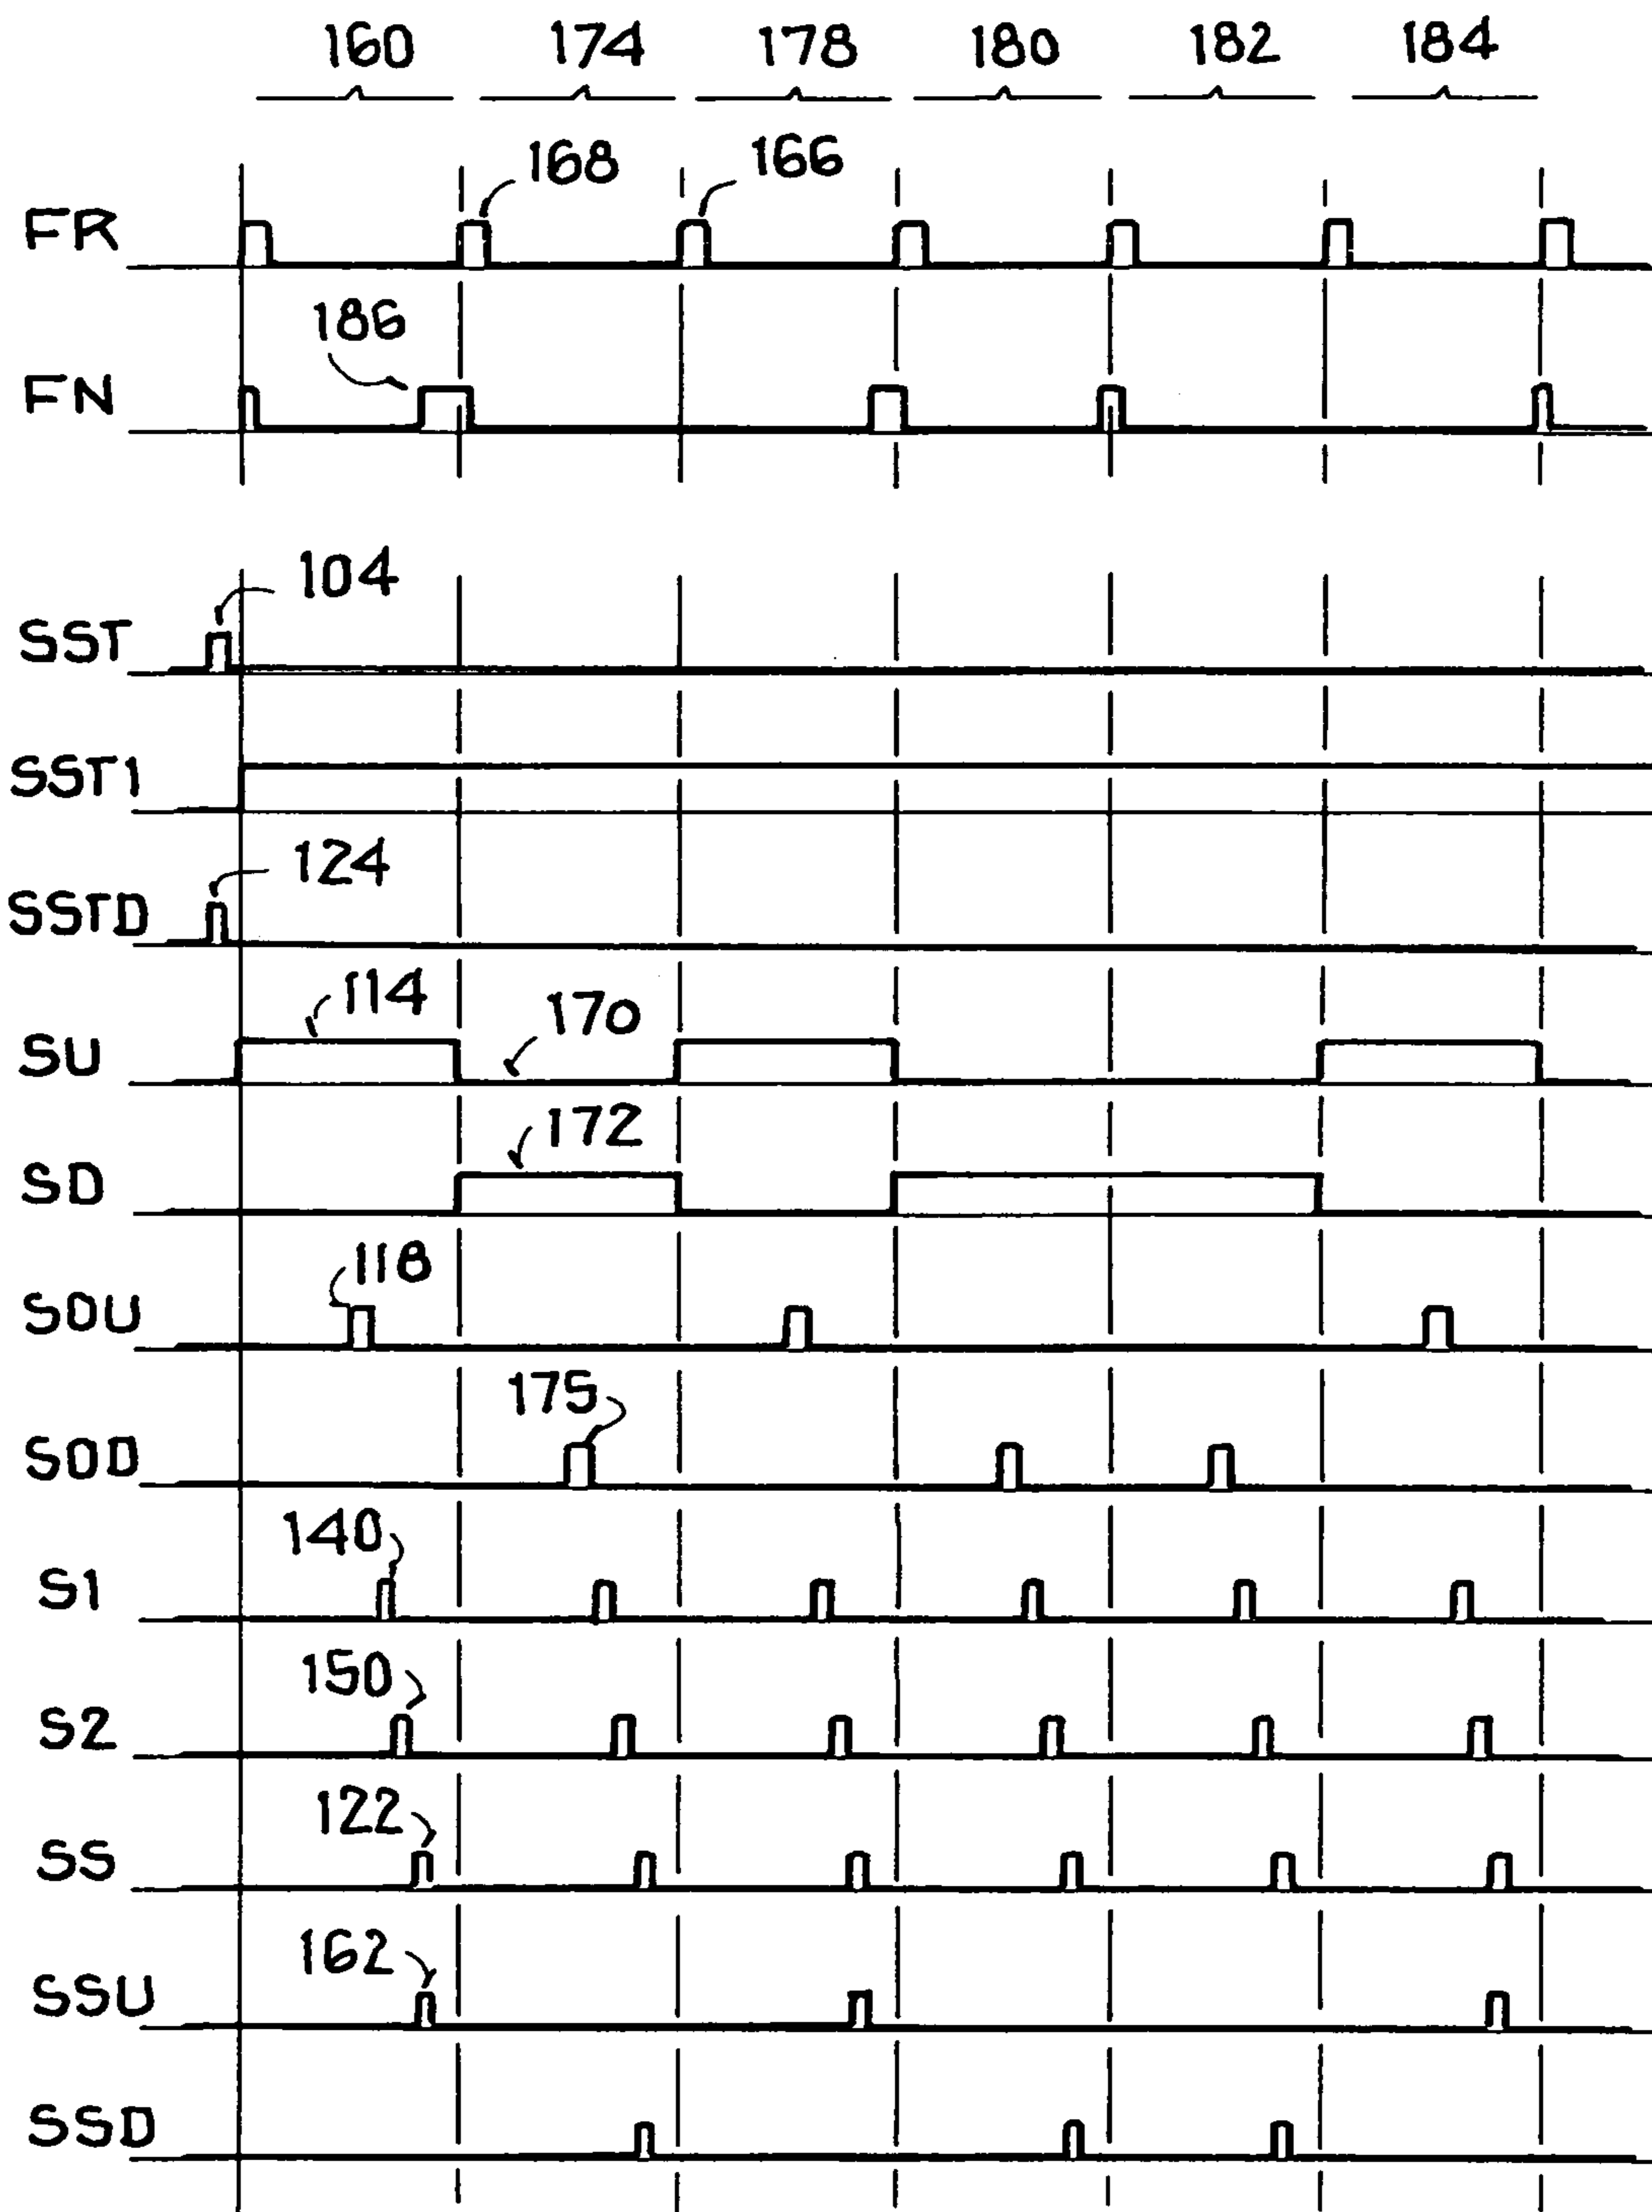 160 174 178 180 182 184
168 166
FR
186
FN
104
SST
SST1
124
SSTD
114
170
SU
172
SD
118
SOU
175
SOD
140
S1
150
S2
122
SS
162
SSU
SSD